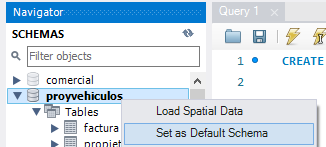 Navigator
Query 1
SCHEMAS
Filter objects
1 CREATE
2
comercial
proyvehiculos
Tables
factura
Load Spatial Data
Set as Default Schema